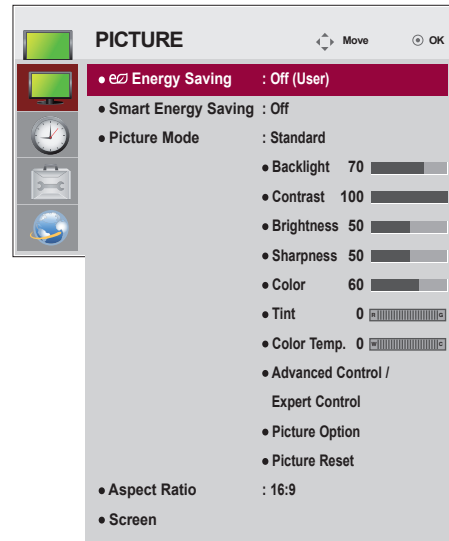 PICTURE Move OK
• Energy Saving : Off (User)
• Smart Energy Saving : Off
• Picture Mode : Standard
• Backlight 70
• Contrast 100
• Brightness 50
• Sharpness 50
• Color 60
• Tint 0 R G
• Color Temp. 0 W C
• Advanced Control /
Expert Control
• Picture Option
• Picture Reset
• Aspect Ratio : 16:9
• Screen